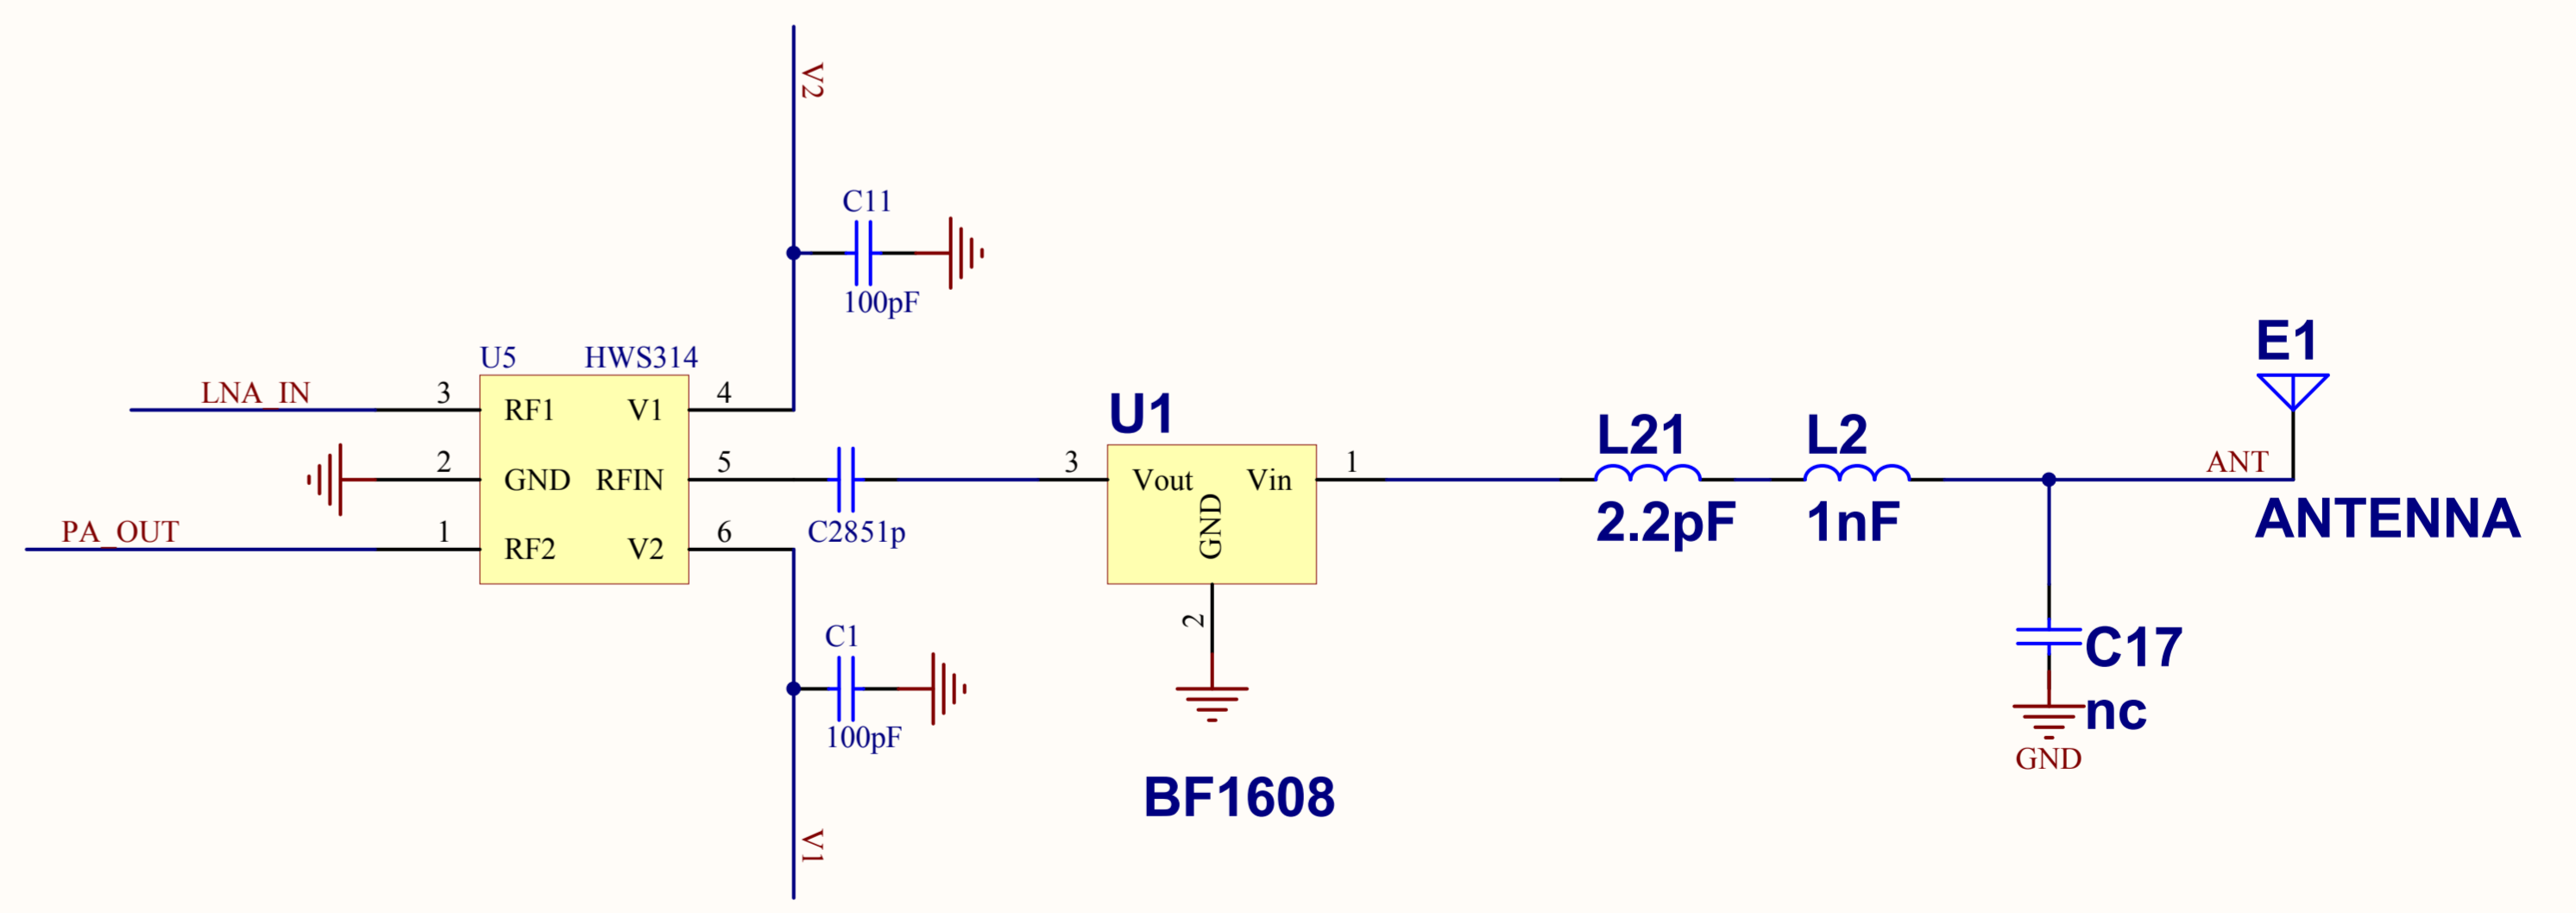 V2
C11
100pF
U5 HWS314
LNA_IN 3 RF1 V1 4
2 GND RFIN 5
PA_OUT 1 RF2 V2 6
C2851p
C1
100pF
V1
U1
3 Vout Vin 1
GND
2
BF1608
L21 L2
2.2pF 1nF
E1
ANT
ANTENNA
C17
nc
GND